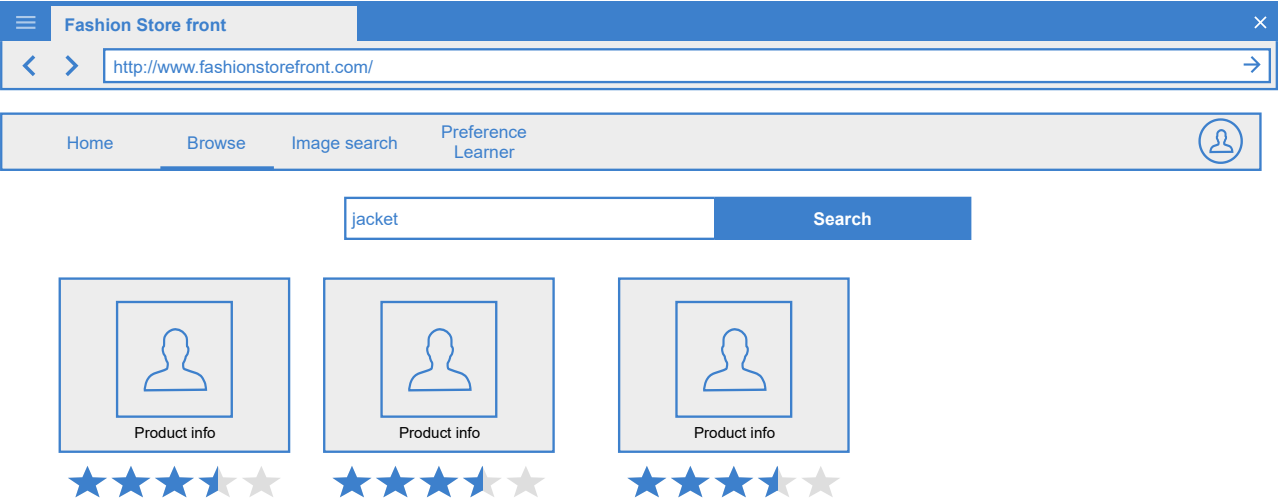 Fashion Store front
http://www.fashionstorefront.com/
Home
Browse
Image search
Preference
Learner
jacket
Search
Product info
Product info
Product info